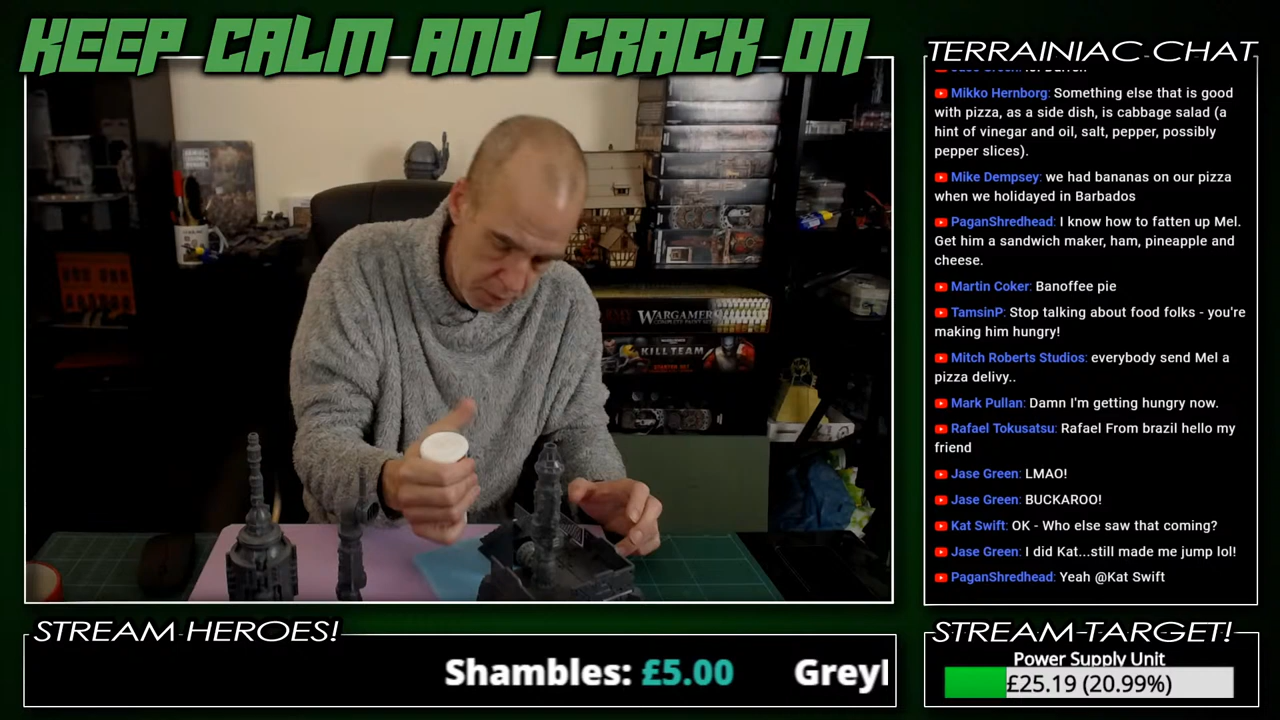 KEEP CALM AND CRACK ON
TERRAINIAC CHAT
Mikko Hernborg: Something else that is good
with pizza, as a side dish, is cabbage salad (a
hint of vinegar and oil, salt, pepper, possibly
pepper slices).
Mike Dempsey: we had bananas on our pizza
when we holidayed in Barbados
PaganShredhead: I know how to fatten up Mel.
Get him a sandwich maker, ham, pineapple and
cheese.
Martin Coker: Banoffee pie
TamsinP: Stop talking about food folks - you're
making him hungry!
Mitch Roberts Studios: everybody send Mel a
pizza delivy..
Mark Pullan: Damn I'm getting hungry now.
Rafael Tokusatsu: Rafael From brazil hello my
friend
Jase Green: LMAO!
Jase Green: BUCKAROO!
Kat Swift: OK - Who else saw that coming?
Jase Green: I did Kat...still made me jump lol!
PaganShredhead: Yeah @Kat Swift
WARGAMER
COMPLETE PAINT SET
KILL TEAM
STARTER SET
STREAM HEROES!
Shambles: £5.00 Grey
STREAM TARGET!
Power Supply Unit
£25.19 (20.99%)